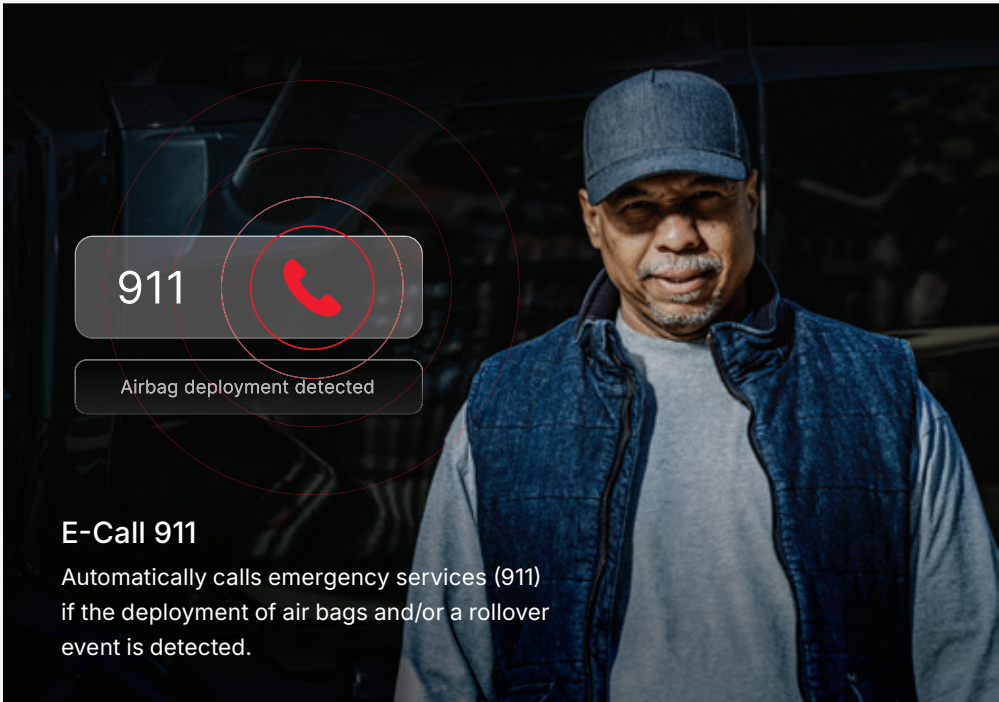 911
Airbag deployment detected
E-Call 911
Automatically calls emergency services (911)
if the deployment of air bags and/or a rollover
event is detected.